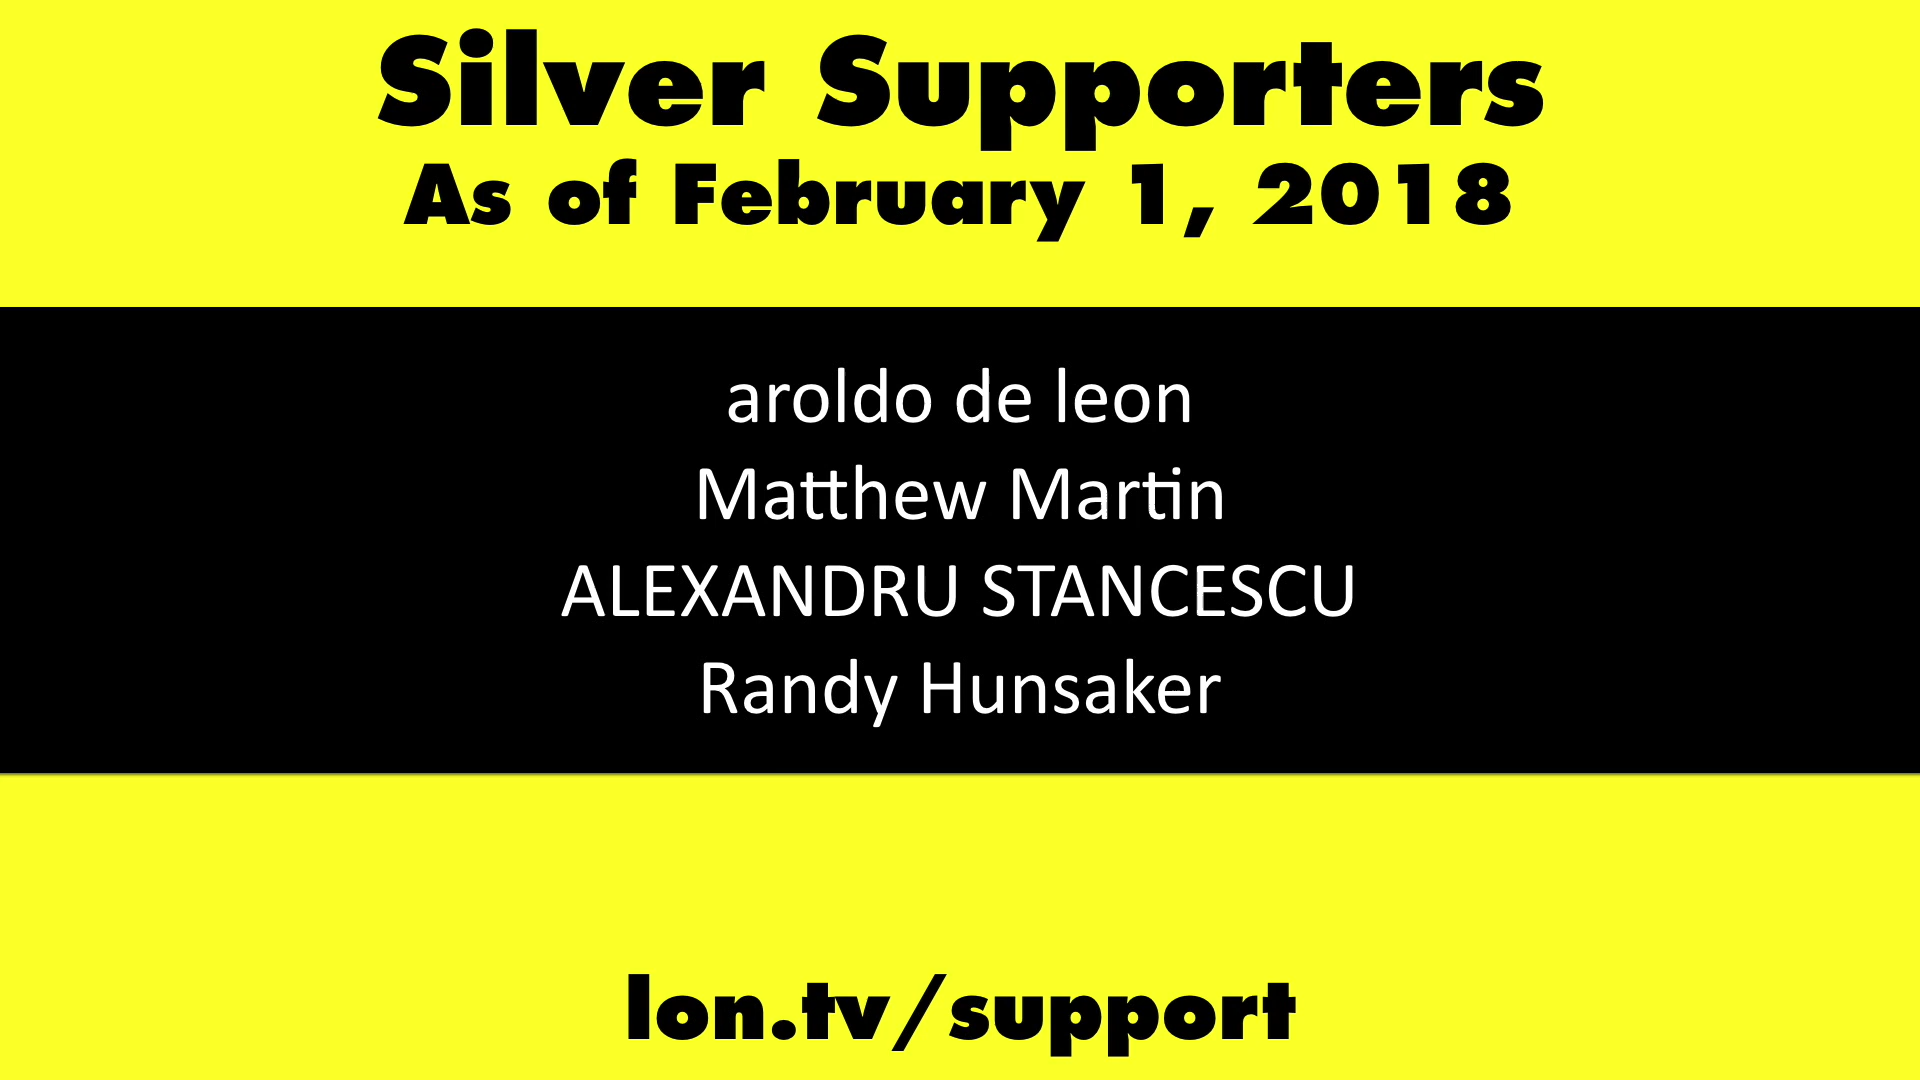 Silver Supporters
As of February 1, 2018
aroldo de leon
Matthew Martin
ALEXANDRU STANCESCU
Randy Hunsaker
lon.tv/support